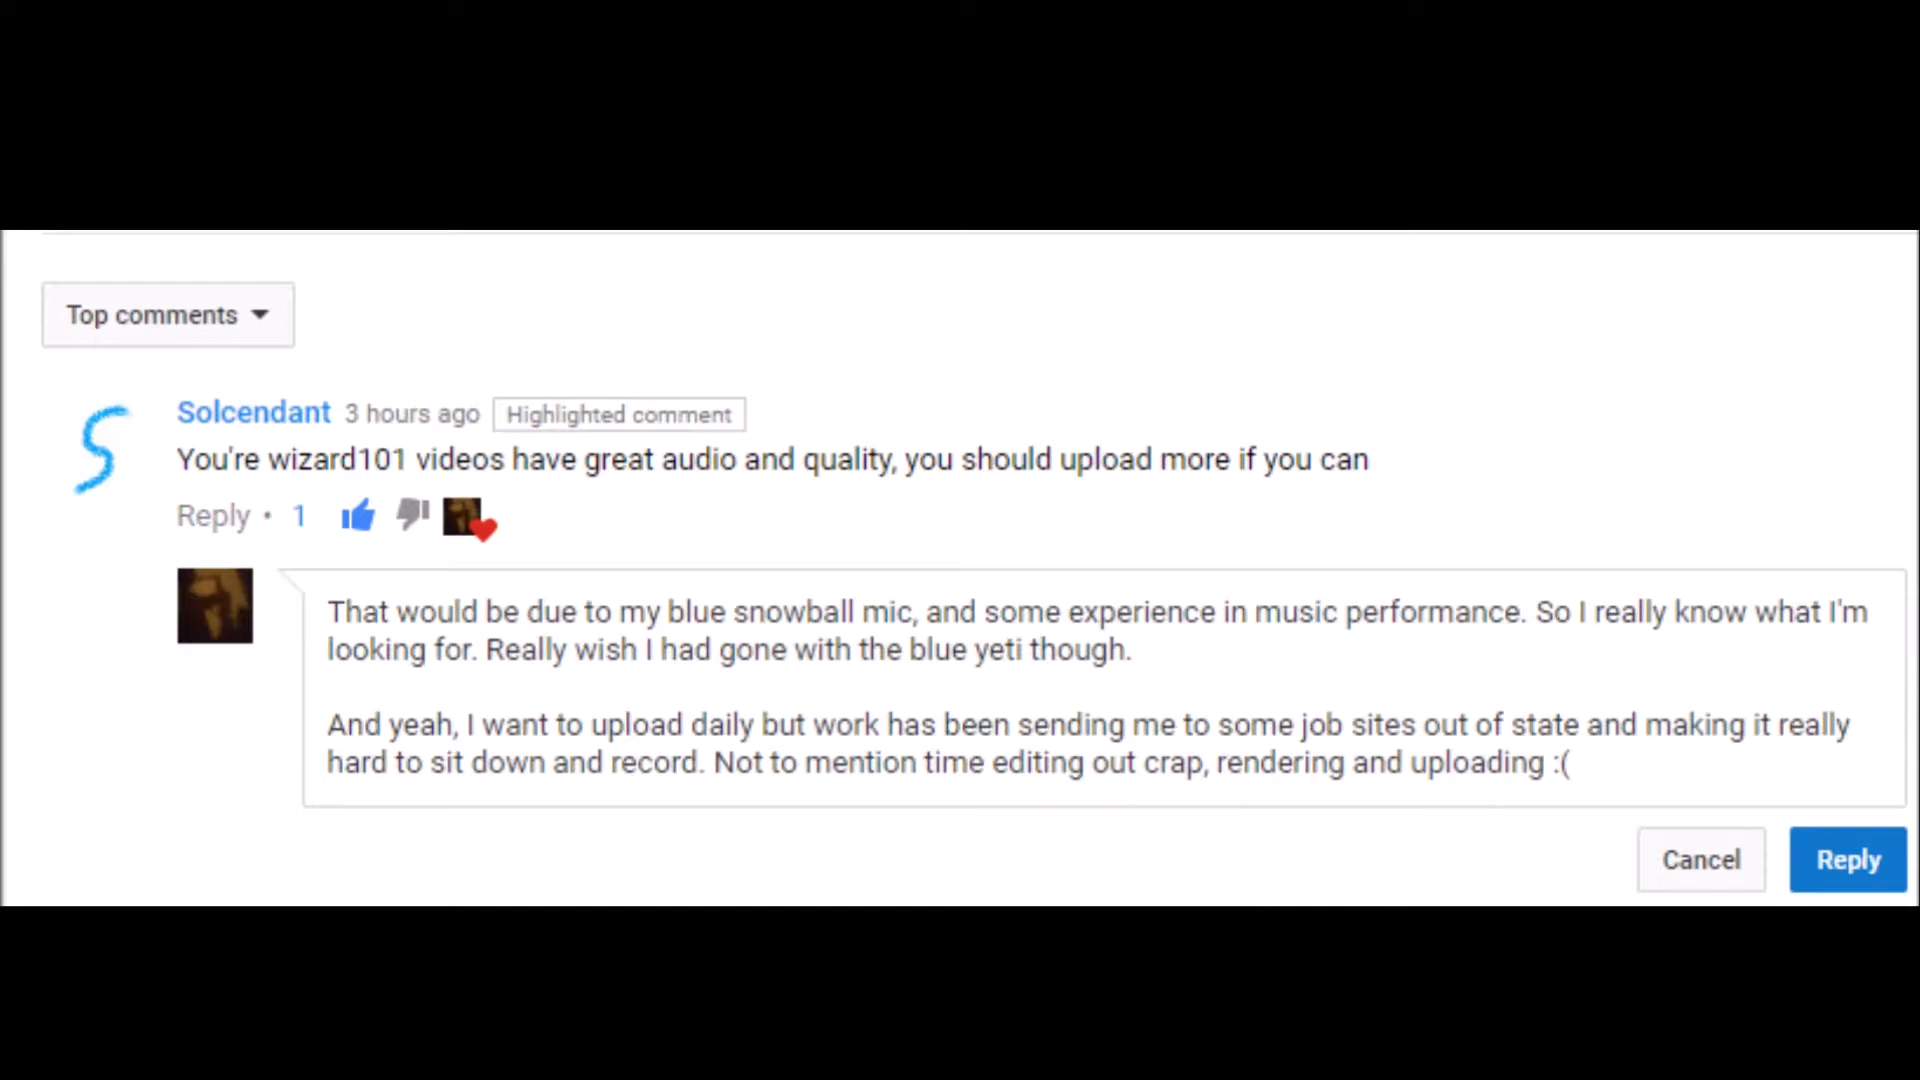 Top comments
Solcendant 3 hours ago Highlighted comment
You're wizard101 videos have great audio and quality, you should upload more if you can
Reply • 1
That would be due to my blue snowball mic, and some experience in music performance. So I really know what I'm
looking for. Really wish I had gone with the blue yeti though.
And yeah, I want to upload daily but work has been sending me to some job sites out of state and making it really
hard to sit down and record. Not to mention time editing out crap, rendering and uploading :(
Cancel Reply